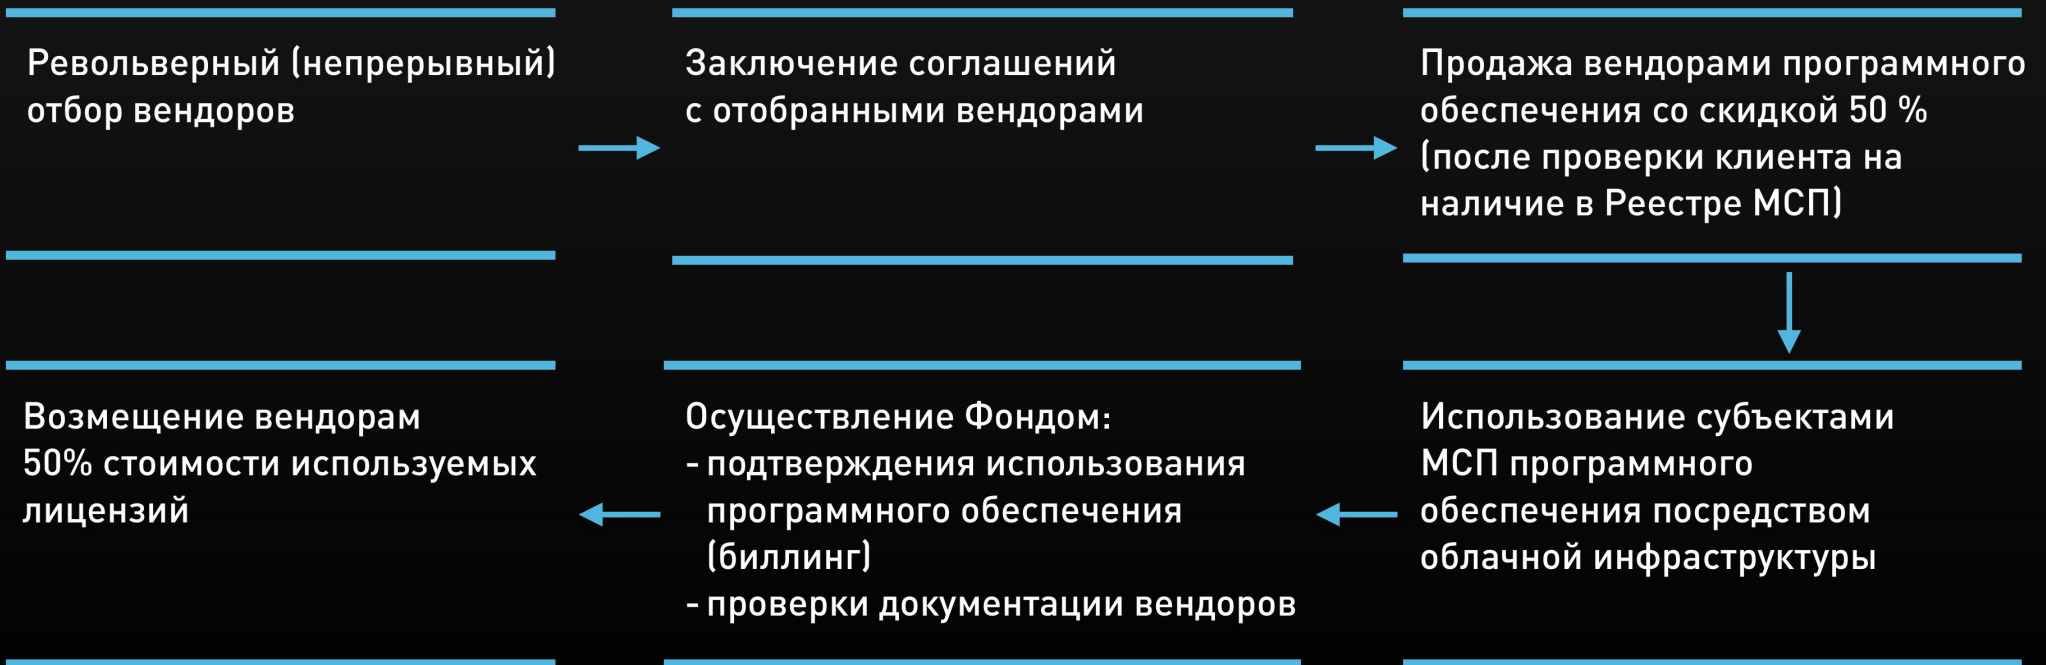 Револьверный (непрерывный)
отбор вендоров
Заключение соглашений
с отобранными вендорами
Продажа вендорами программного
обеспечения со скидкой 50 %
(после проверки клиента на
наличие в Реестре МСП)
Использование субъектами
МСП программного
обеспечения посредством
облачной инфраструктуры
Осуществление Фондом:
- подтверждения использования
программного обеспечения
(биллинг)
- проверки документации вендоров
Возмещение вендорам
50% стоимости используемых
лицензий